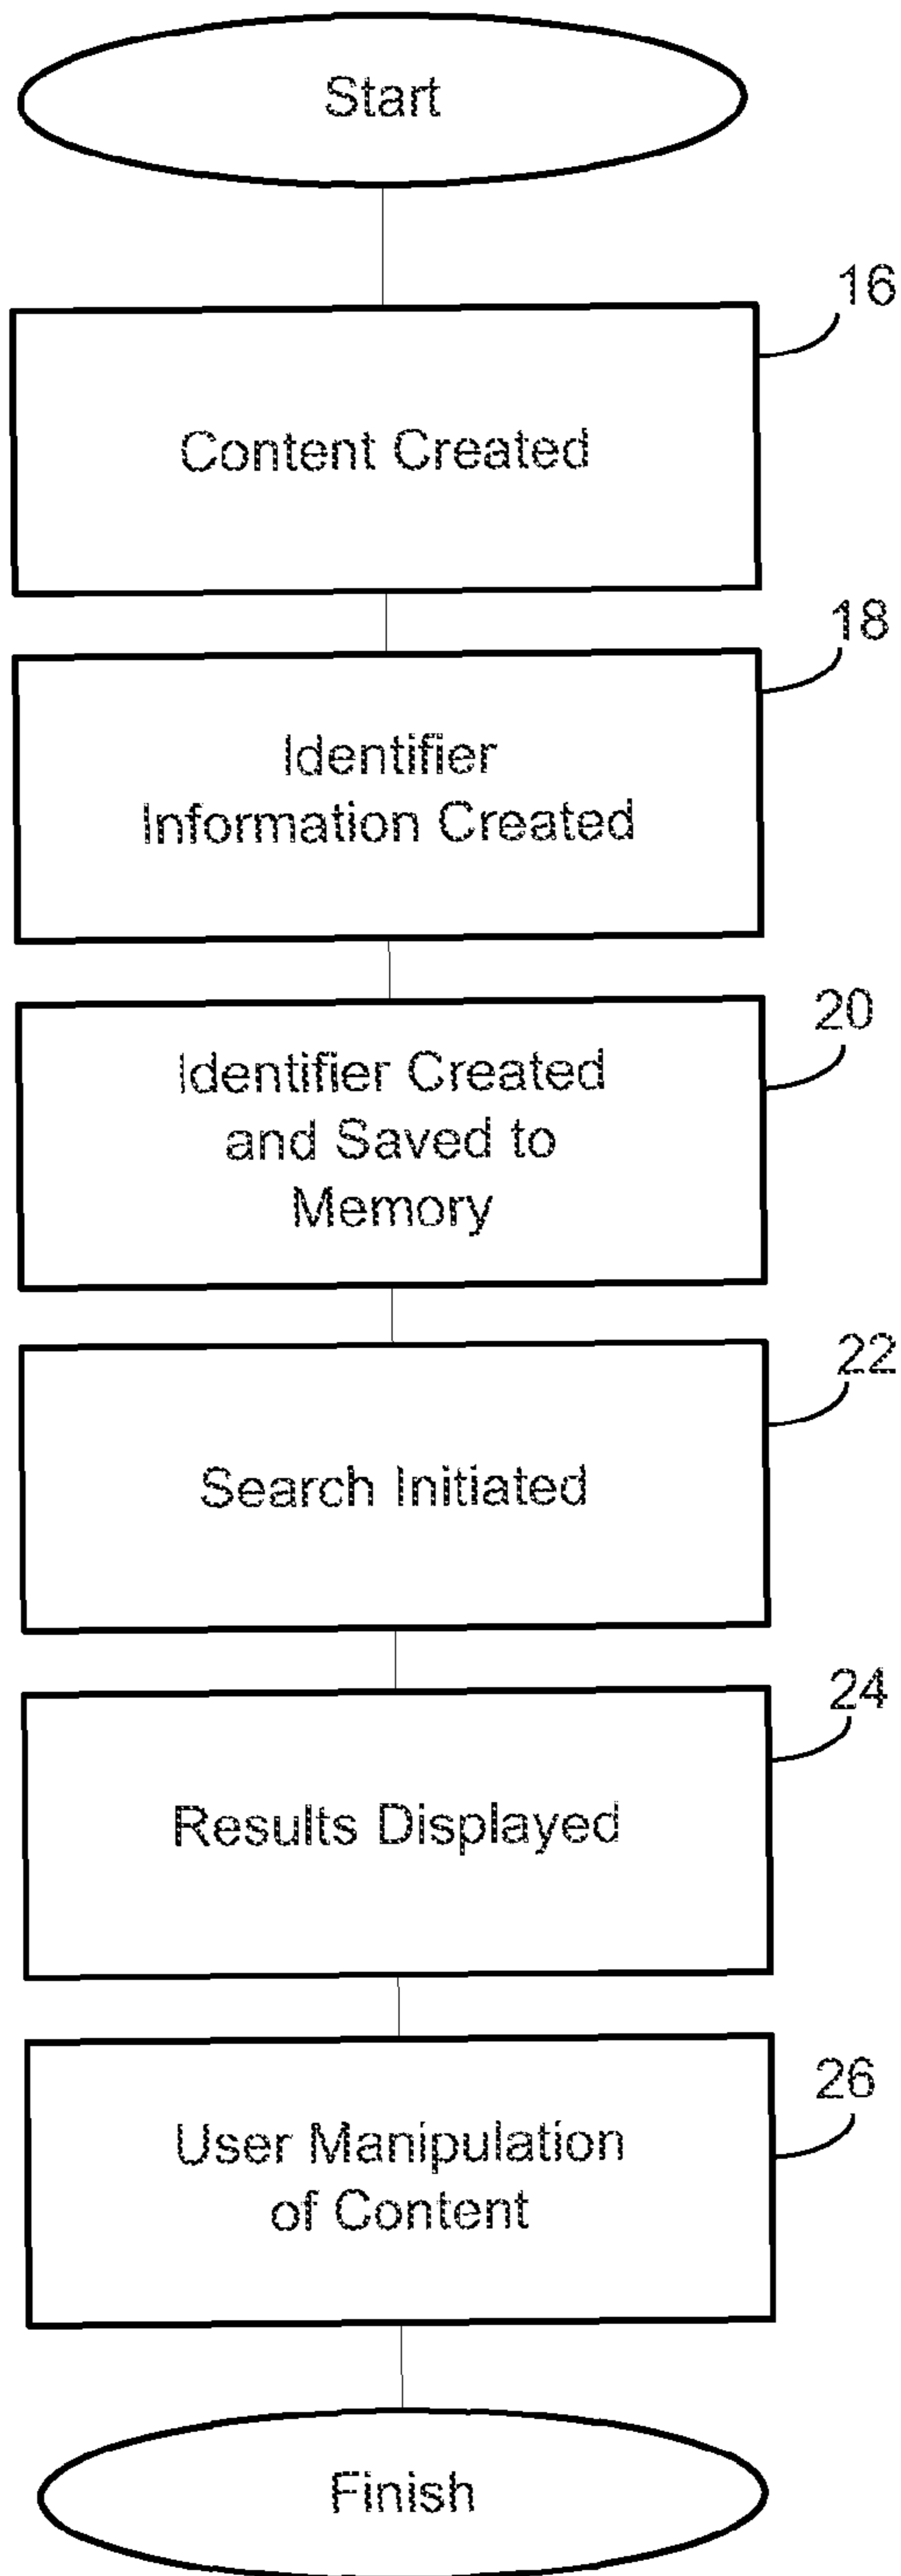 Start
16
Content Created
18
Identifier
Information Created
20
Identifier Created
and Saved to
Memory
22
Search Initiated
24
Results Displayed
26
User Manipulation
of Content
Finish